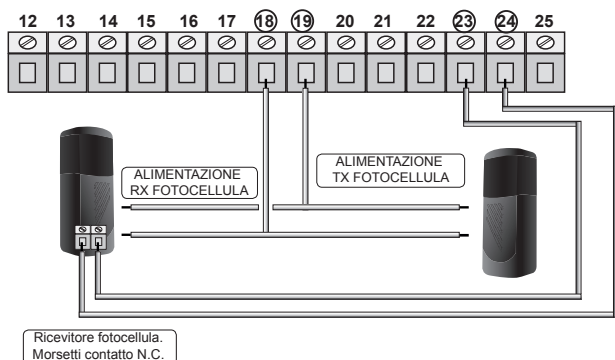 12 13 14 15 16 17 18 19 20 21 22 23 24 25
ALIMENTAZIONE
RX FOTOCELLULA
ALIMENTAZIONE
TX FOTOCELLULA
Ricevitore fotocellula.
Morsetti contatto N.C.